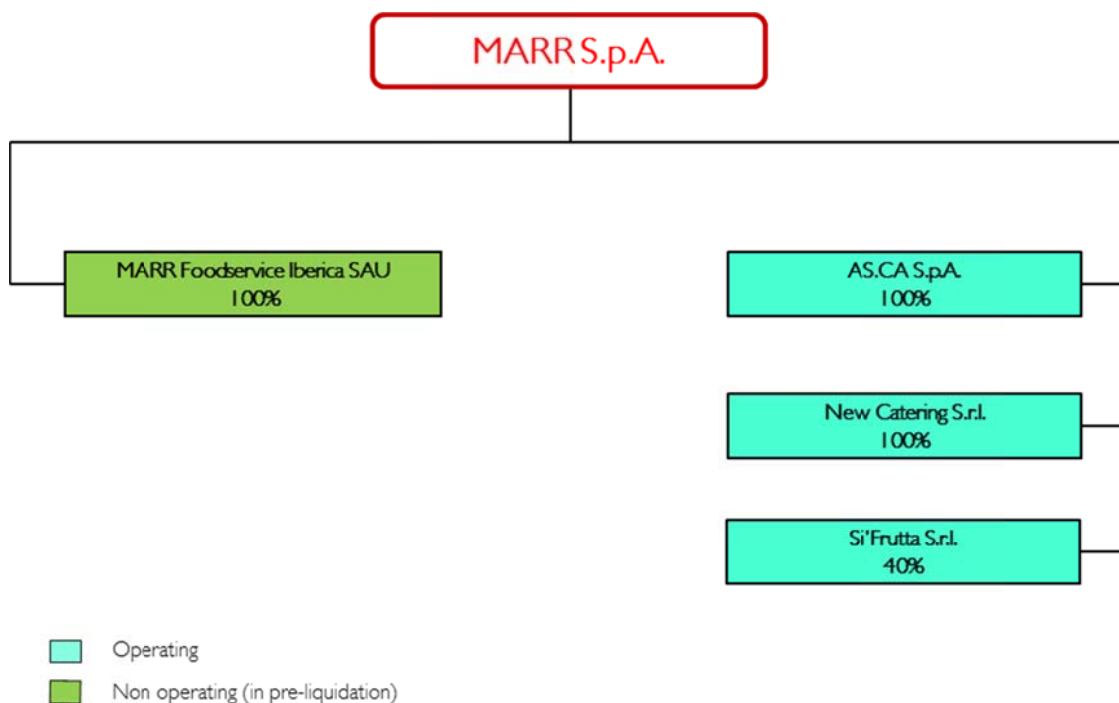 MARR S.p.A.
MARR Foodservice Iberica SAU
100%
AS.CA S.p.A.
100%
New Catering S.r.l.
100%
Si'Frutta S.r.l.
40%
Operating
Non operating (in pre-liquidation)